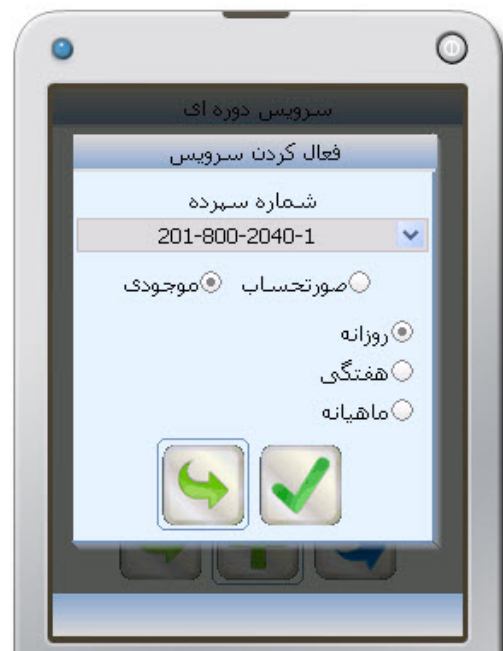 سرویس دوره ای
فعال کردن سرویس
شماره سپرده
201-800-2040-1
صورتحساب موجودی
روزانه
هفتگی
ماهیانه